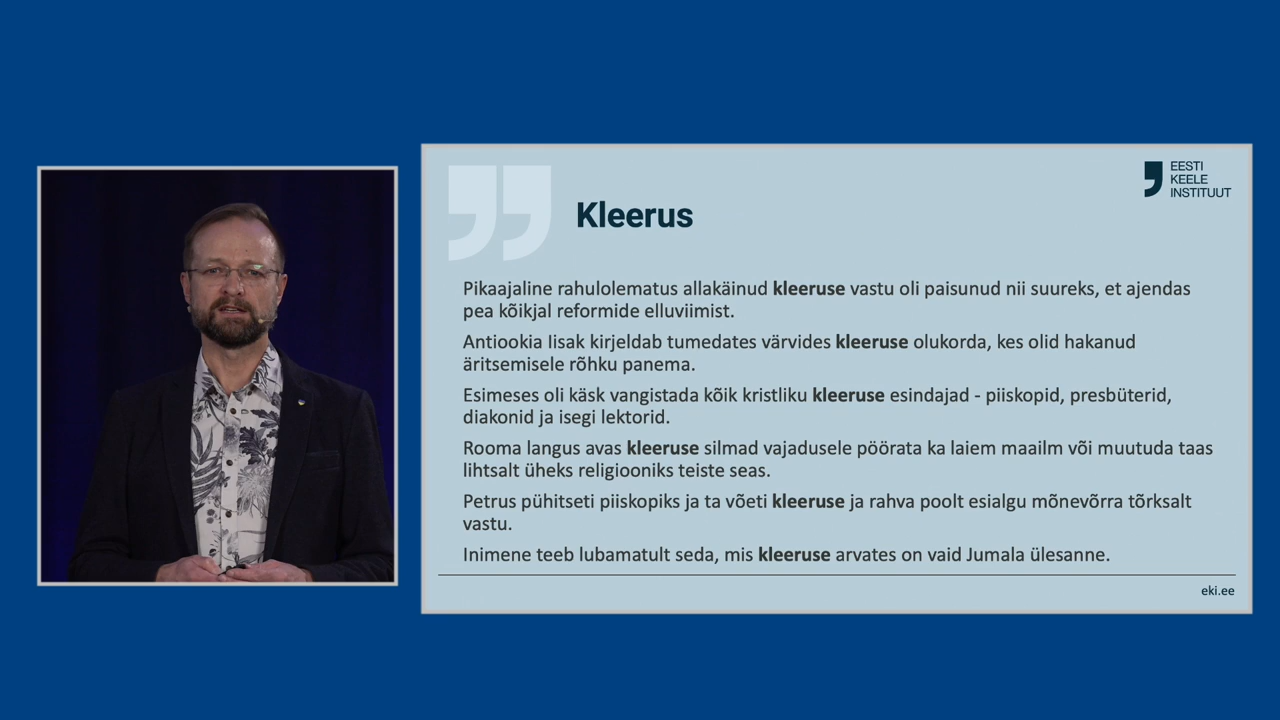 EESTI
KEELE
INSTITUUT
Kleerus
Pikaajaline rahulolematus allakäinud kleeruse vastu oli paisunud nii suureks, et ajendas
pea kõikjal reformide elluviimist.
Antiookia Iisak kirjeldab tumedates värvides kleeruse olukorda, kes olid hakanud
äritsemisele rõhku panema.
Esimeses oli käsk vangistada kõik kristliku kleeruse esindajad - piiskopid, presbüterid,
diakonid ja isegi lektorid.
Rooma langus avas kleeruse silmad vajadusele pöörata ka laiem maailm või muutuda taas
lihtsalt üheks religiooniks teiste seas.
Petrus pühitseti piiskopiks ja ta võeti kleeruse ja rahva poolt esialgu mõnevõrra tõrksalt
vastu.
Inimene teeb lubamatult seda, mis kleeruse arvates on vaid Jumala ülesanne.
eki.ee